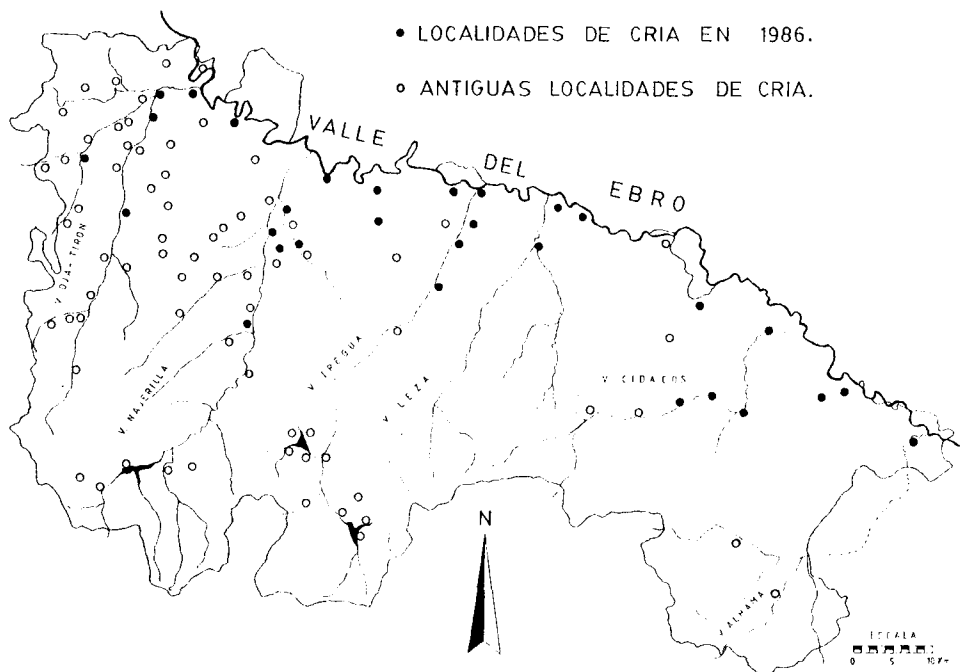 ● LOCALIDADES DE CRIA EN 1986.
○ ANTIGUAS LOCALIDADES DE CRIA.
VALLE DEL EBRO
V. OJA-TIRON
V. NAJERILLA
V. IREGUA
V. LEZA
V. CIDACOS
V. ALHAMA
N
ESCALA
0 5 10 Km